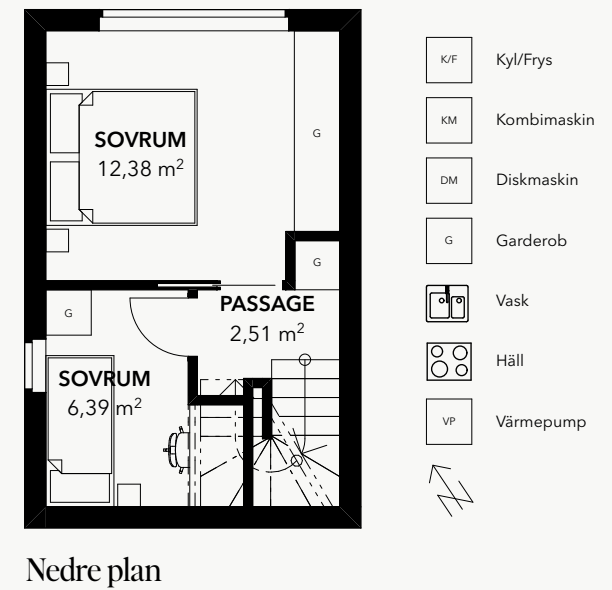 SOVRUM
12,38 m²
G
G
PASSAGE
2,51 m²
G
SOVRUM
6,39 m²
K/F Kyl/Frys
KM Kombimaskin
DM Diskmaskin
G Garderob
Vask
Häll
VP Värmepump
N
Nedre plan